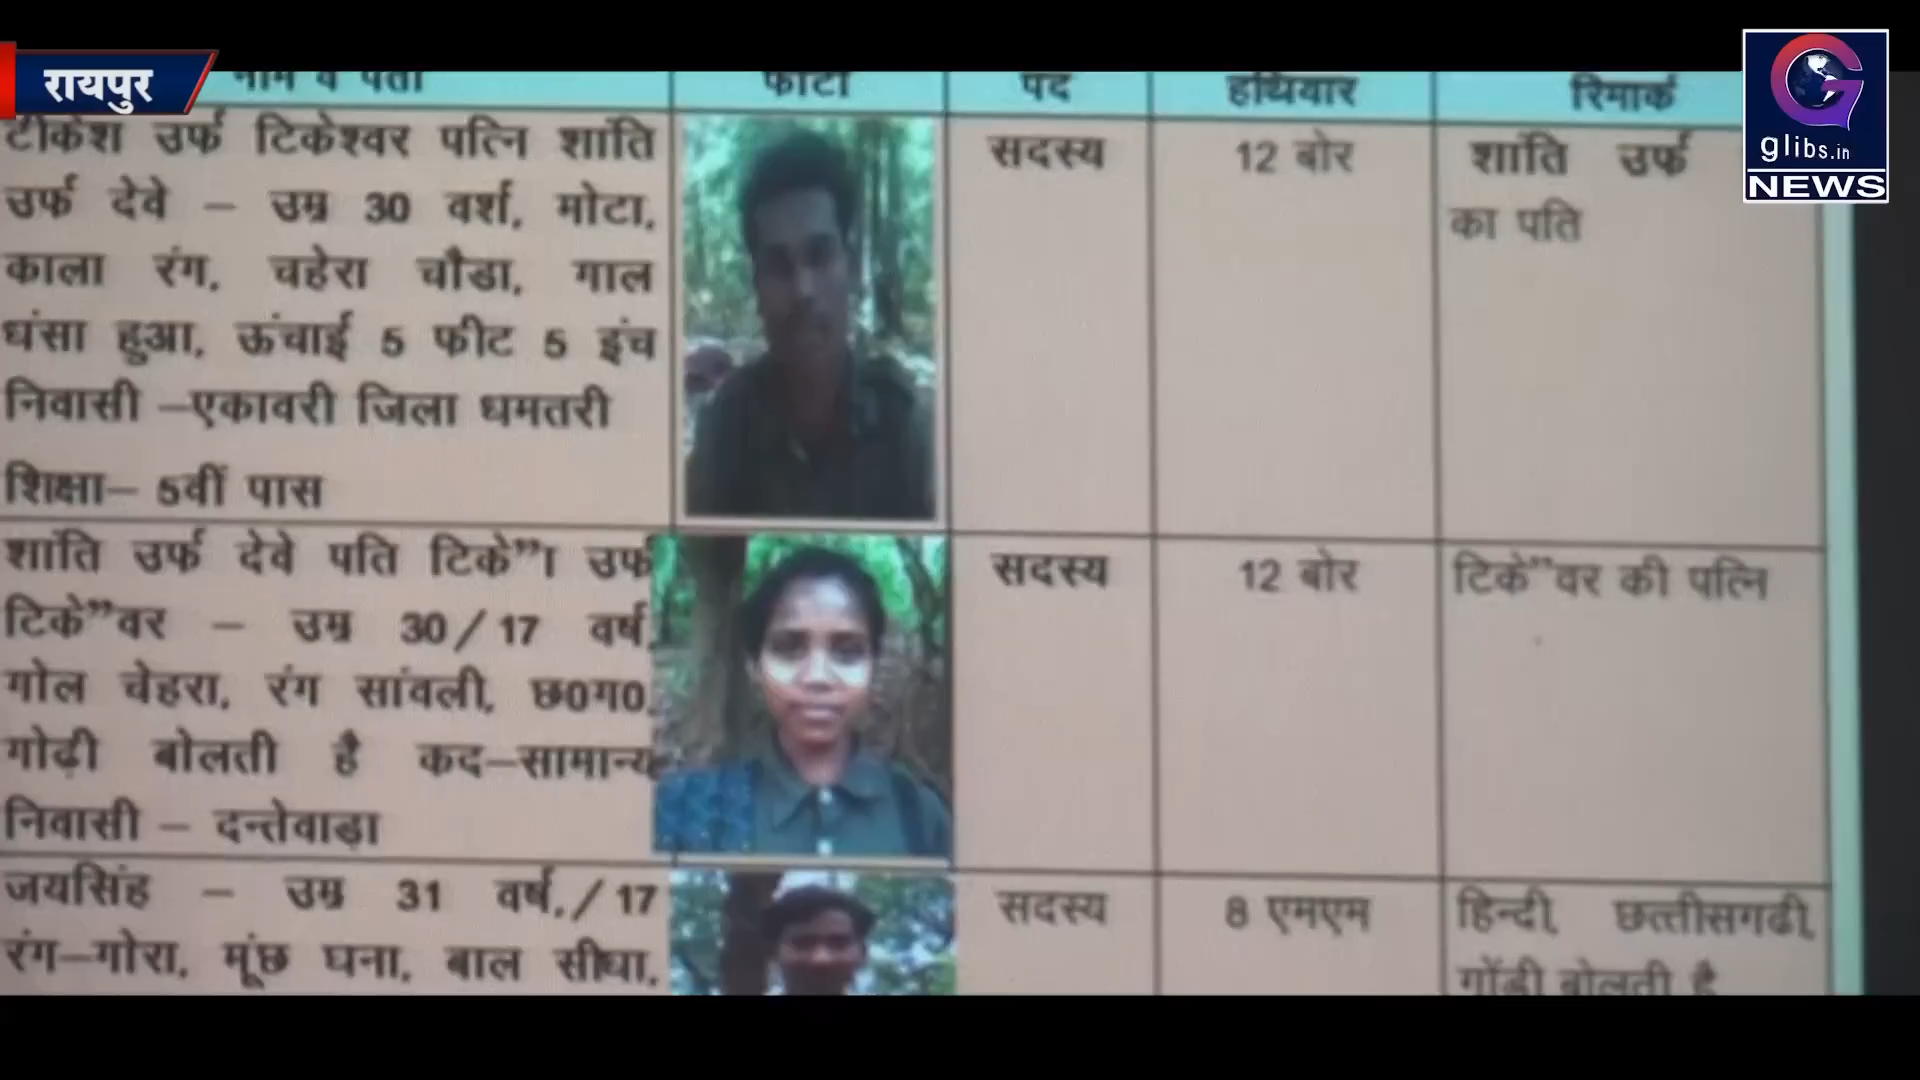 रायपुर
glibs.in
NEWS
नाम व पता
फोटो
पद
हथियार
रिमार्क
टीकेश उर्फ टिकेश्वर पत्नि शांति
उर्फ देवे – उम्र 30 वर्श, मोटा,
काला रंग, चहेरा चौडा, गाल
धंसा हुआ, ऊंचाई 5 फीट 5 इंच
निवासी –एकावरी जिला धमतरी
शिक्षा– 5वीं पास
सदस्य
12 बोर
शांति उर्फ
का पति
शांति उर्फ देवे पति टिके”ा उर्फ
टिके”वर – उम्र 30/17 वर्ष,
गोल चेहरा, रंग सांवली, छ0ग0,
गोढ़ी बोलती है कद–सामान्य
निवासी – दन्तेवाड़ा
सदस्य
12 बोर
टिके”वर की पत्नि
जयसिंह – उम्र 31 वर्ष,/17
रंग–गोरा, मूंछ घना, बाल सीधा,
सदस्य
8 एमएम
हिन्दी, छत्तीसगढी,
गोंडी बोलती है